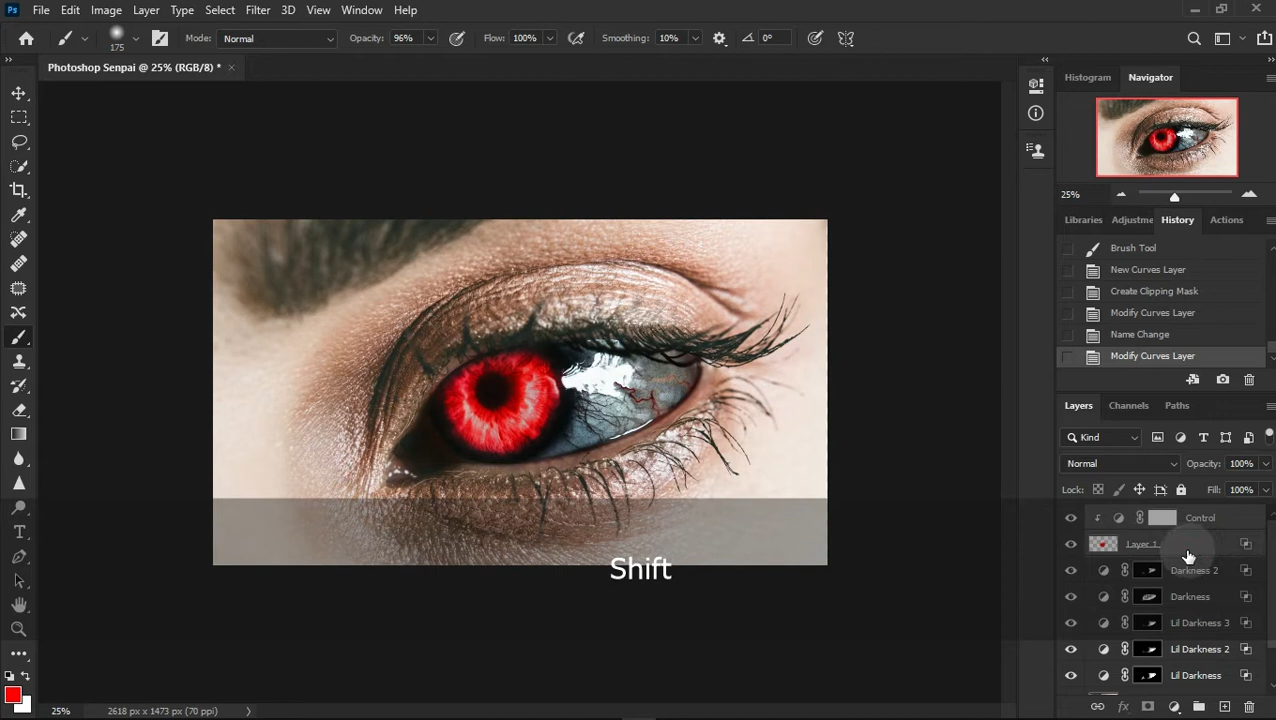 Ps File Edit Image Layer Type Select Filter 3D View Window Help
175 Mode: Normal Opacity: 96% Flow: 100% Smoothing: 10% 0°
Photoshop Senpai @ 25% (RGB/8) *
Histogram Navigator
25%
Libraries Adjustme History Actions
Brush Tool
New Curves Layer
Create Clipping Mask
Modify Curves Layer
Name Change
Modify Curves Layer
Layers Channels Paths
Kind
Normal Opacity: 100%
Lock: Fill: 100%
Control
Layer 1
Darkness 2
Darkness
Lil Darkness 3
Lil Darkness 2
Lil Darkness
Shift
25% 2618 px x 1473 px (70 ppi)
fx